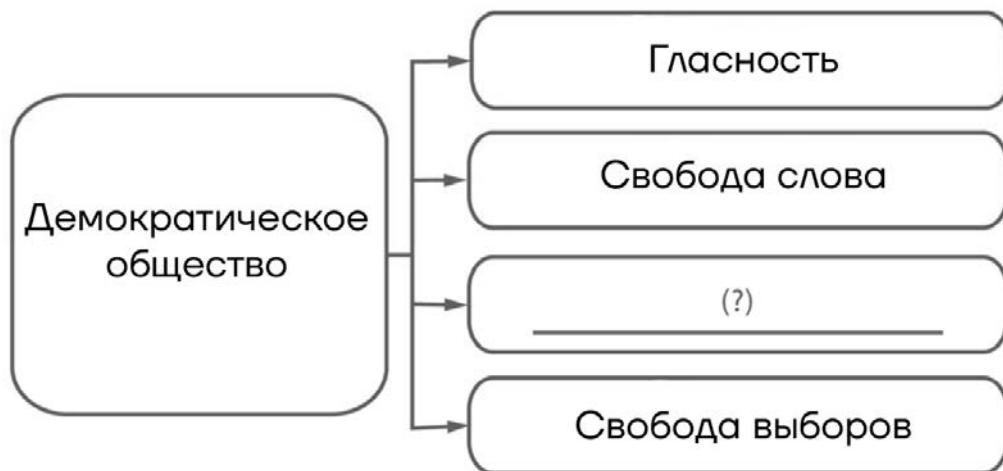 Демократическое
общество
Гласность
Свобода слова
(?)
Свобода выборов